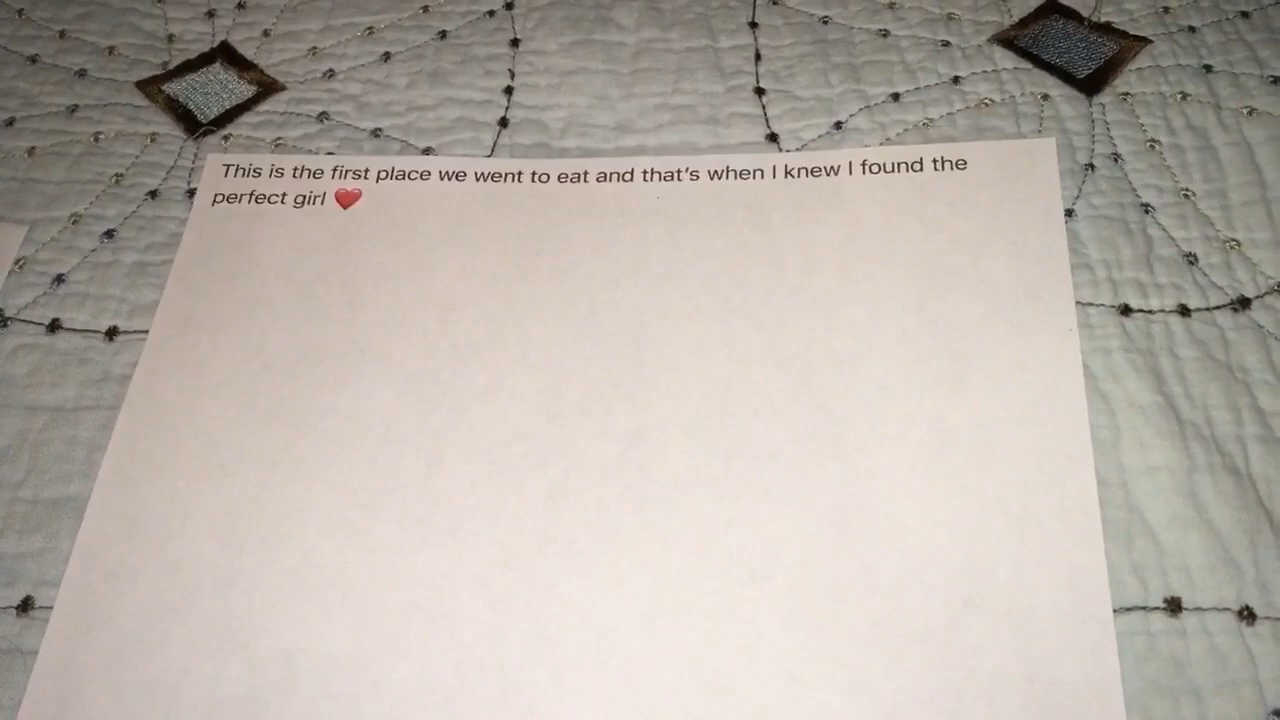 This is the first place we went to eat and that's when I knew I found the
perfect girl ❤️